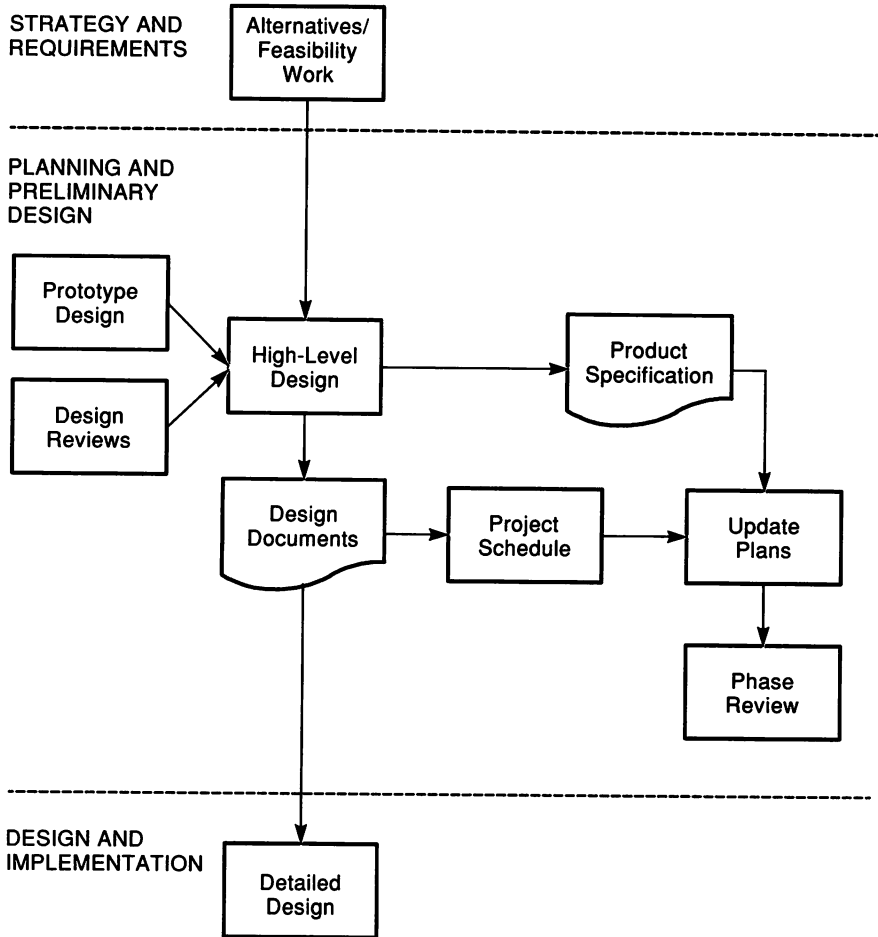 STRATEGY AND
REQUIREMENTS
Alternatives/
Feasibility
Work
PLANNING AND
PRELIMINARY
DESIGN
Prototype
Design
High-Level
Design
Product
Specification
Design
Reviews
Design
Documents
Project
Schedule
Update
Plans
Phase
Review
DESIGN AND
IMPLEMENTATION
Detailed
Design